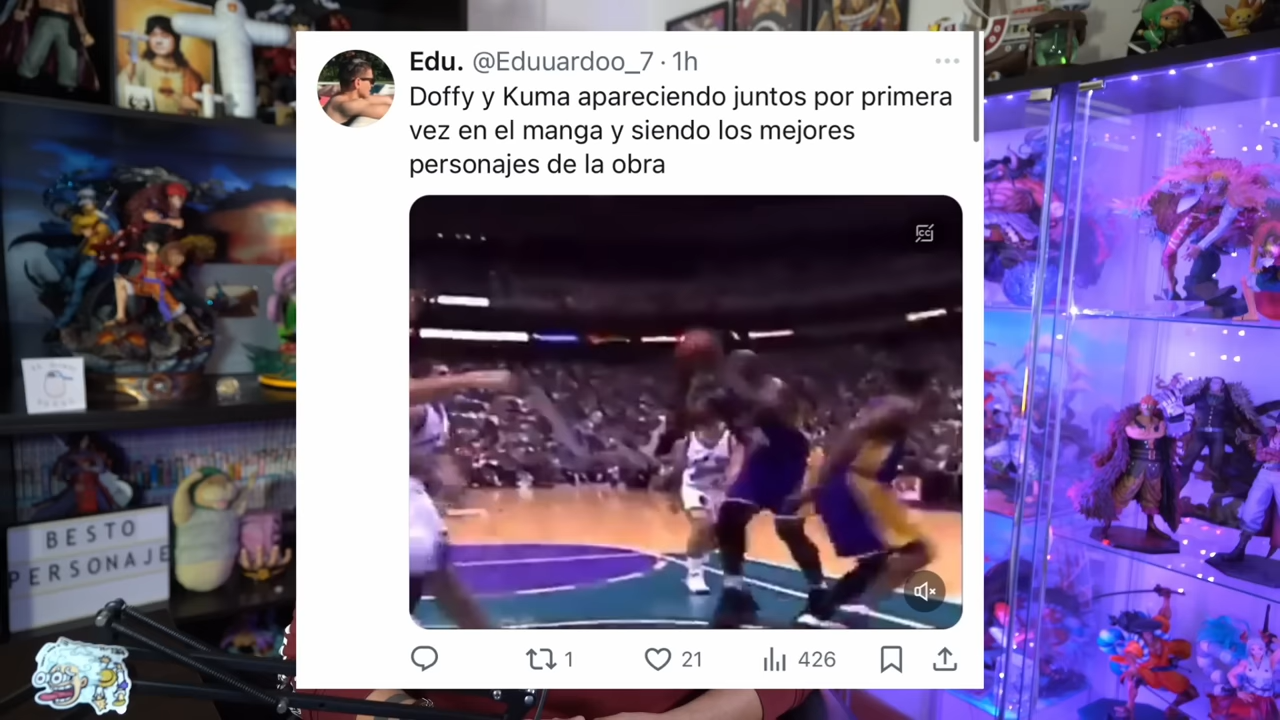 Edu. @Eduuardoo_7 · 1h
Doffy y Kuma apareciendo juntos por primera
vez en el manga y siendo los mejores
personajes de la obra
CC
1
21
426
BESTO
PERSONAJE